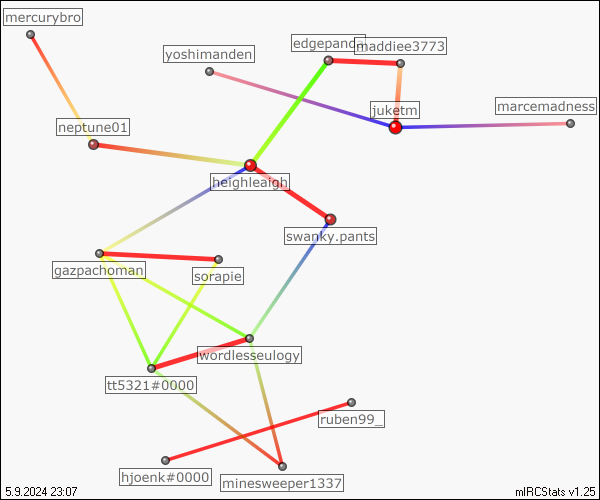 mercurybro
edgepanda
maddiee3773
yoshimanden
marcemadness
juketm
neptune01
heighleaigh
swanky.pants
gazpachoman
sorapie
wordlesseulogy
tt5321#0000
ruben99_
hjoenk#0000
minesweeper1337
5.9.2024 23:07
mIRCStats v1.25